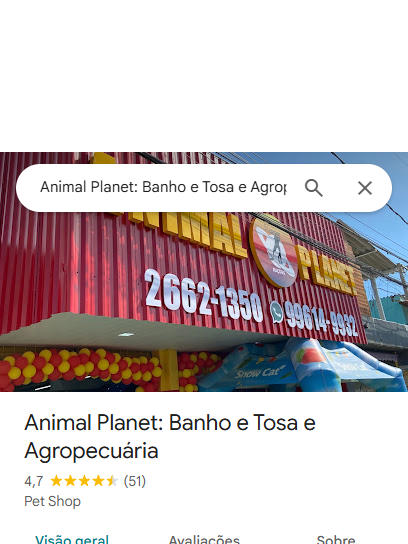 Animal Planet: Banho e Tosa e Agrop
ANIMAL PLANET
2662-1350 99614-9932
Snow Cat
Animal Planet: Banho e Tosa e
Agropecuária
4,7 (51)
Pet Shop
Visão geral Avaliações Sobre